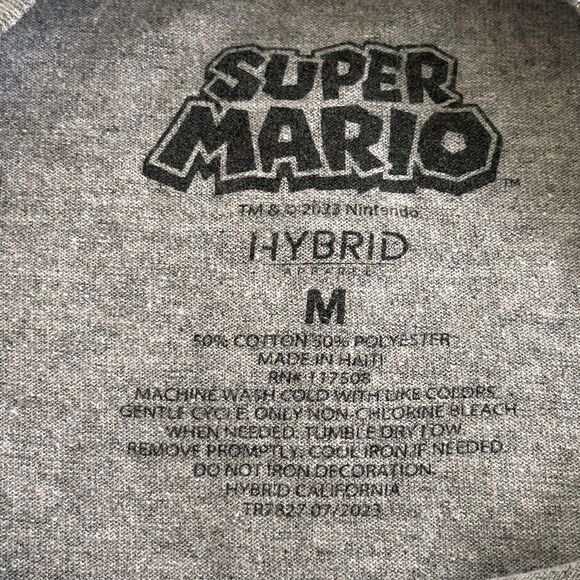 SUPER
MARIO™
TM & © 2023 Nintendo
HYBRID
APPAREL
M
50% COTTON 50% POLYESTER
MADE IN HAITI
RN# 117508
MACHINE WASH COLD WITH LIKE COLORS
GENTLE CYCLE. ONLY NON-CHLORINE BLEACH
WHEN NEEDED. TUMBLE DRY LOW.
REMOVE PROMPTLY. COOL IRON IF NEEDED.
DO NOT IRON DECORATION.
HYBRID CALIFORNIA
TR7827 07/2023